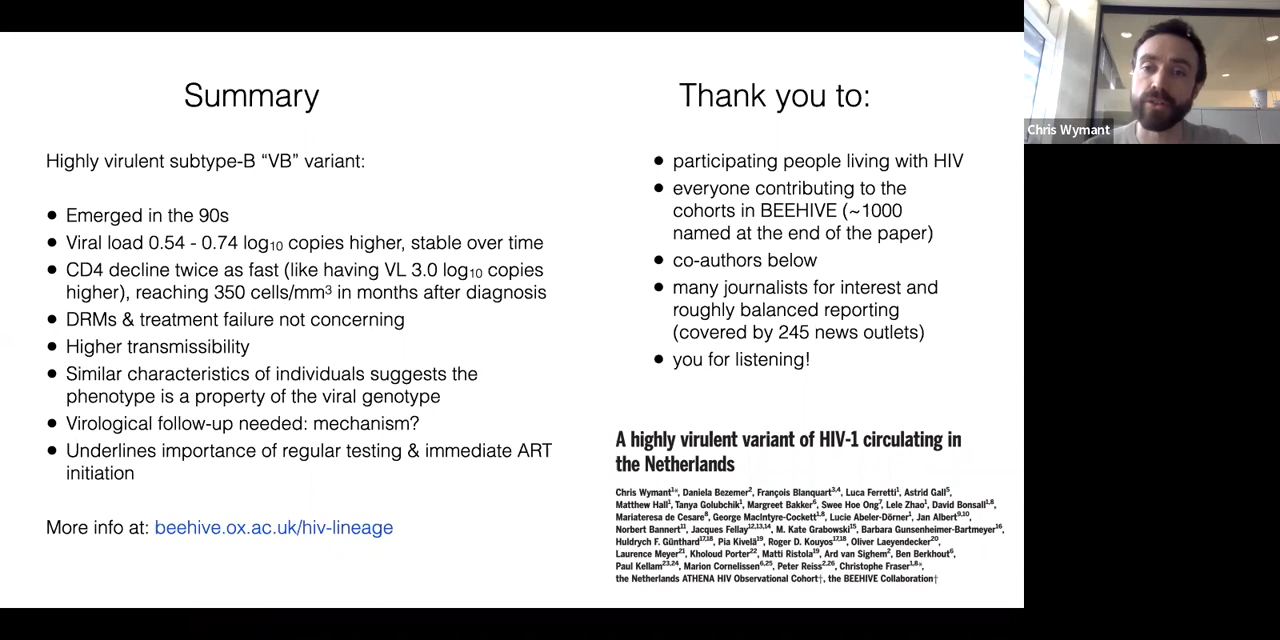 Summary
Highly virulent subtype-B “VB” variant:
● Emerged in the 90s
● Viral load 0.54 - 0.74 log₁₀ copies higher, stable over time
● CD4 decline twice as fast (like having VL 3.0 log₁₀ copies
higher), reaching 350 cells/mm³ in months after diagnosis
● DRMs & treatment failure not concerning
● Higher transmissibility
● Similar characteristics of individuals suggests the
phenotype is a property of the viral genotype
● Virological follow-up needed: mechanism?
● Underlines importance of regular testing & immediate ART
initiation
More info at: beehive.ox.ac.uk/hiv-lineage
Thank you to:
● participating people living with HIV
● everyone contributing to the
cohorts in BEEHIVE (~1000
named at the end of the paper)
● co-authors below
● many journalists for interest and
roughly balanced reporting
(covered by 245 news outlets)
● you for listening!
A highly virulent variant of HIV-1 circulating in
the Netherlands
Chris Wymant¹*, Daniela Bezemer², François Blanquart³,⁴, Luca Ferretti¹, Astrid Gall⁵,
Matthew Hall¹, Tanya Golubchik¹, Margreet Bakker⁶, Swee Hoe Ong⁷, Lele Zhao¹, David Bonsall¹,⁸,
Mariateresa de Cesare⁸, George MacIntyre-Cockett¹,⁸, Lucie Abeler-Dörner¹, Jan Albert⁹,¹⁰,
Norbert Bannert¹¹, Jacques Fellay¹²,¹³,¹⁴, M. Kate Grabowski¹⁵, Barbara Gunsenheimer-Bartmeyer¹⁶,
Huldrych F. Günthard¹⁷,¹⁸, Pia Kivelä¹⁹, Roger D. Kouyos¹⁷,¹⁸, Oliver Laeyendecker²⁰,
Laurence Meyer²¹, Kholoud Porter²², Matti Ristola¹⁹, Ard van Sighem², Ben Berkhout⁶,
Paul Kellam²³,²⁴, Marion Cornelissen⁶,²⁵, Peter Reiss²,²⁶, Christophe Fraser¹,⁸*,
the Netherlands ATHENA HIV Observational Cohort†, the BEEHIVE Collaboration†
Chris Wymant